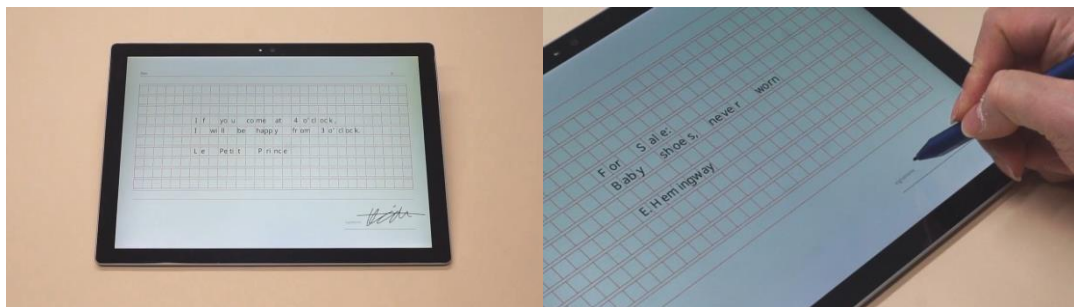 If you come at 4 o'clock,
I will be happy from 3 o'clock.
Le Petit Prince
For Sale:
Baby shoes, never worn
E.Hemingway